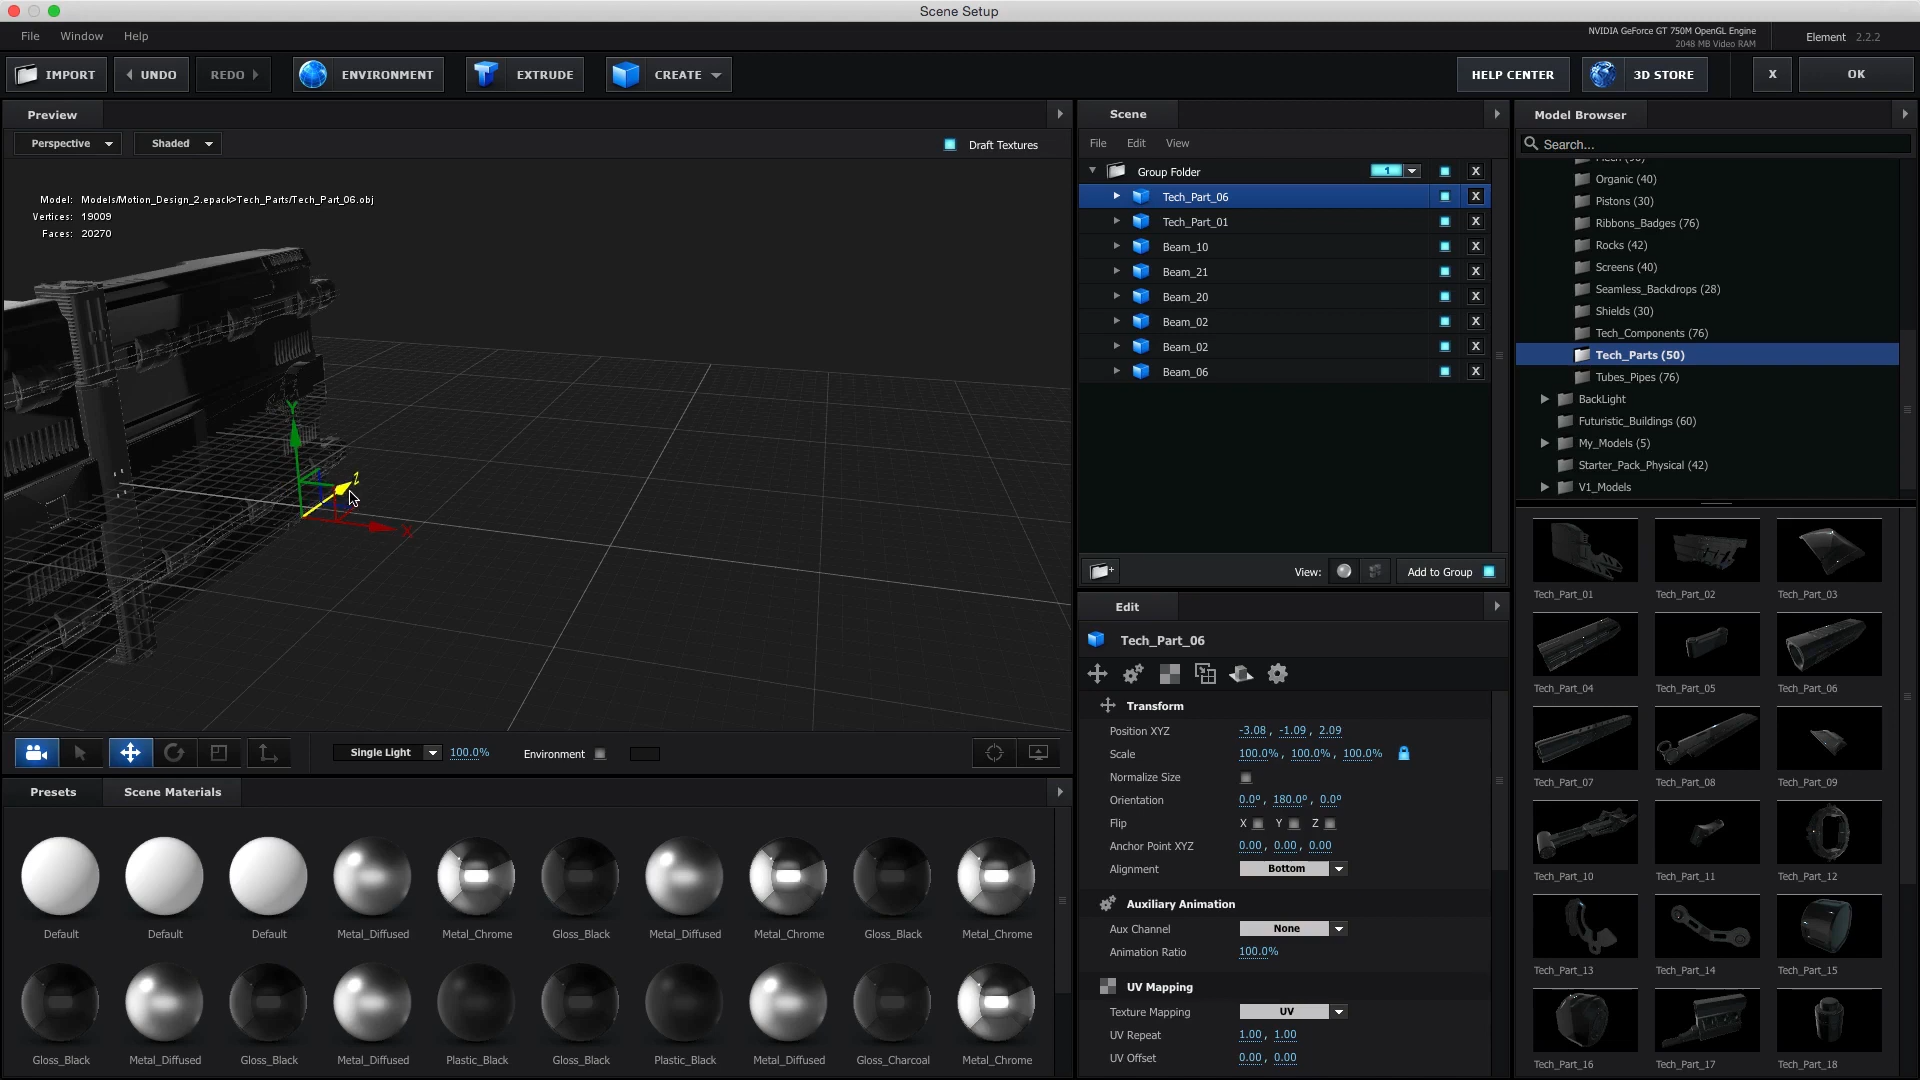 Scene Setup
File Window Help
NVIDIA GeForce GT 750M OpenGL Engine
2048 MB Video RAM
Element 2.2.2
IMPORT UNDO REDO ENVIRONMENT EXTRUDE CREATE HELP CENTER 3D STORE X OK
Preview
Perspective Shaded Draft Textures
Model: Models/Motion_Design_2.epack>Tech_Parts/Tech_Part_06.obj
Vertices: 19009
Faces: 20270
Y
Z
X
Single Light 100.0% Environment
Presets Scene Materials
Default Default Default Metal_Diffused Metal_Chrome Gloss_Black Metal_Diffused Metal_Chrome Gloss_Black Metal_Chrome
Gloss_Black Metal_Diffused Gloss_Black Metal_Diffused Plastic_Black Gloss_Black Plastic_Black Metal_Diffused Gloss_Charcoal Metal_Chrome
Scene
File Edit View
Group Folder 1 X
Tech_Part_06 X
Tech_Part_01 X
Beam_10 X
Beam_21 X
Beam_20 X
Beam_02 X
Beam_02 X
Beam_06 X
View: Add to Group
Edit
Tech_Part_06
Transform
Position XYZ -3.08, -1.09, 2.09
Scale 100.0%, 100.0%, 100.0%
Normalize Size
Orientation 0.0°, 180.0°, 0.0°
Flip X Y Z
Anchor Point XYZ 0.00, 0.00, 0.00
Alignment Bottom
Auxiliary Animation
Aux Channel None
Animation Ratio 100.0%
UV Mapping
Texture Mapping UV
UV Repeat 1.00, 1.00
UV Offset 0.00, 0.00
Model Browser
Search...
Organic (40)
Pistons (30)
Ribbons_Badges (76)
Rocks (42)
Screens (40)
Seamless_Backdrops (28)
Shields (30)
Tech_Components (76)
Tech_Parts (50)
Tubes_Pipes (76)
BackLight
Futuristic_Buildings (60)
My_Models (5)
Starter_Pack_Physical (42)
V1_Models
Tech_Part_01 Tech_Part_02 Tech_Part_03
Tech_Part_04 Tech_Part_05 Tech_Part_06
Tech_Part_07 Tech_Part_08 Tech_Part_09
Tech_Part_10 Tech_Part_11 Tech_Part_12
Tech_Part_13 Tech_Part_14 Tech_Part_15
Tech_Part_16 Tech_Part_17 Tech_Part_18